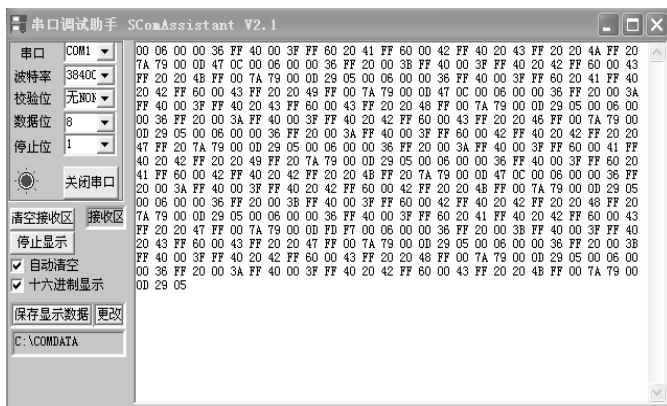 串口调试助手 SComAssistant V2.1
串口 COM1
波特率 38400
校验位 无NON
数据位 8
停止位 1
关闭串口
清空接收区 接收区
停止显示
自动清空
十六进制显示
保存显示数据 更改
C:\COMDATA
00 06 00 00 36 FF 40 00 3F FF 60 20 41 FF 60 00 42 FF 40 20 43 FF 20 20 4A FF 20
7A 79 00 0D 47 0C 00 06 00 00 36 FF 20 00 3B FF 40 00 3F FF 40 20 42 FF 60 00 43
FF 20 20 4B FF 00 7A 79 00 0D 29 05 00 06 00 00 36 FF 40 00 3F FF 60 20 41 FF 40
20 42 FF 60 00 43 FF 20 20 49 FF 00 7A 79 00 0D 47 0C 00 06 00 00 36 FF 20 00 3A
FF 40 00 3F FF 40 20 43 FF 60 00 43 FF 20 20 48 FF 00 7A 79 00 0D 29 05 00 06 00
00 36 FF 20 00 3A FF 40 00 3F FF 40 20 42 FF 60 00 43 FF 20 20 46 FF 00 7A 79 00
0D 29 05 00 06 00 00 36 FF 20 00 3A FF 40 00 3F FF 60 00 42 FF 40 20 42 FF 20 20
47 FF 20 7A 79 00 0D 29 05 00 06 00 00 36 FF 20 00 3A FF 40 00 3F FF 60 00 41 FF
40 20 42 FF 20 20 49 FF 20 7A 79 00 0D 29 05 00 06 00 00 36 FF 40 00 3F FF 60 20
41 FF 60 00 42 FF 40 20 42 FF 20 20 4B FF 20 7A 79 00 0D 47 0C 00 06 00 00 36 FF
20 00 3A FF 40 00 3F FF 40 20 42 FF 60 00 42 FF 20 20 4B FF 00 7A 79 00 0D 29 05
00 06 00 00 36 FF 20 00 3B FF 40 00 3F FF 60 00 42 FF 40 20 42 FF 20 20 48 FF 20
7A 79 00 0D 29 05 00 06 00 00 36 FF 40 00 3F FF 60 20 41 FF 40 20 42 FF 60 00 43
FF 20 20 47 FF 00 7A 79 00 0D FD F7 00 06 00 00 36 FF 20 00 3B FF 40 00 3F FF 40
20 43 FF 60 00 43 FF 20 20 47 FF 00 7A 79 00 0D 29 05 00 06 00 00 36 FF 20 00 3B
FF 40 00 3F FF 40 20 42 FF 60 00 43 FF 20 20 48 FF 00 7A 79 00 0D 29 05 00 06 00
00 36 FF 20 00 3A FF 40 00 3F FF 40 20 42 FF 60 00 43 FF 20 20 4B FF 00 7A 79 00
0D 29 05